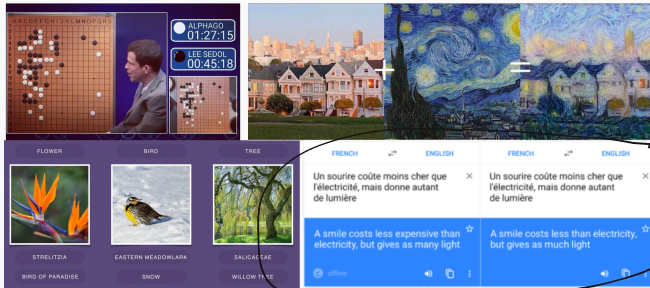 A B C D E F G H J K L M N O P Q R S
ALPHAGO
01:27:15
LEE SEDOL
00:45:18
+
=
FLOWER
BIRD
TREE
STRELITZIA
EASTERN MEADOWLARK
SALICACEAE
BIRD OF PARADISE
SNOW
WILLOW TREE
FRENCH
ENGLISH
Un sourire coûte moins cher que
l'électricité, mais donne autant
de lumière
A smile costs less expensive than
electricity, but gives as many light
offline
FRENCH
ENGLISH
Un sourire coûte moins cher que
l'électricité, mais donne autant
de lumière
A smile costs less than electricity,
but gives as much light